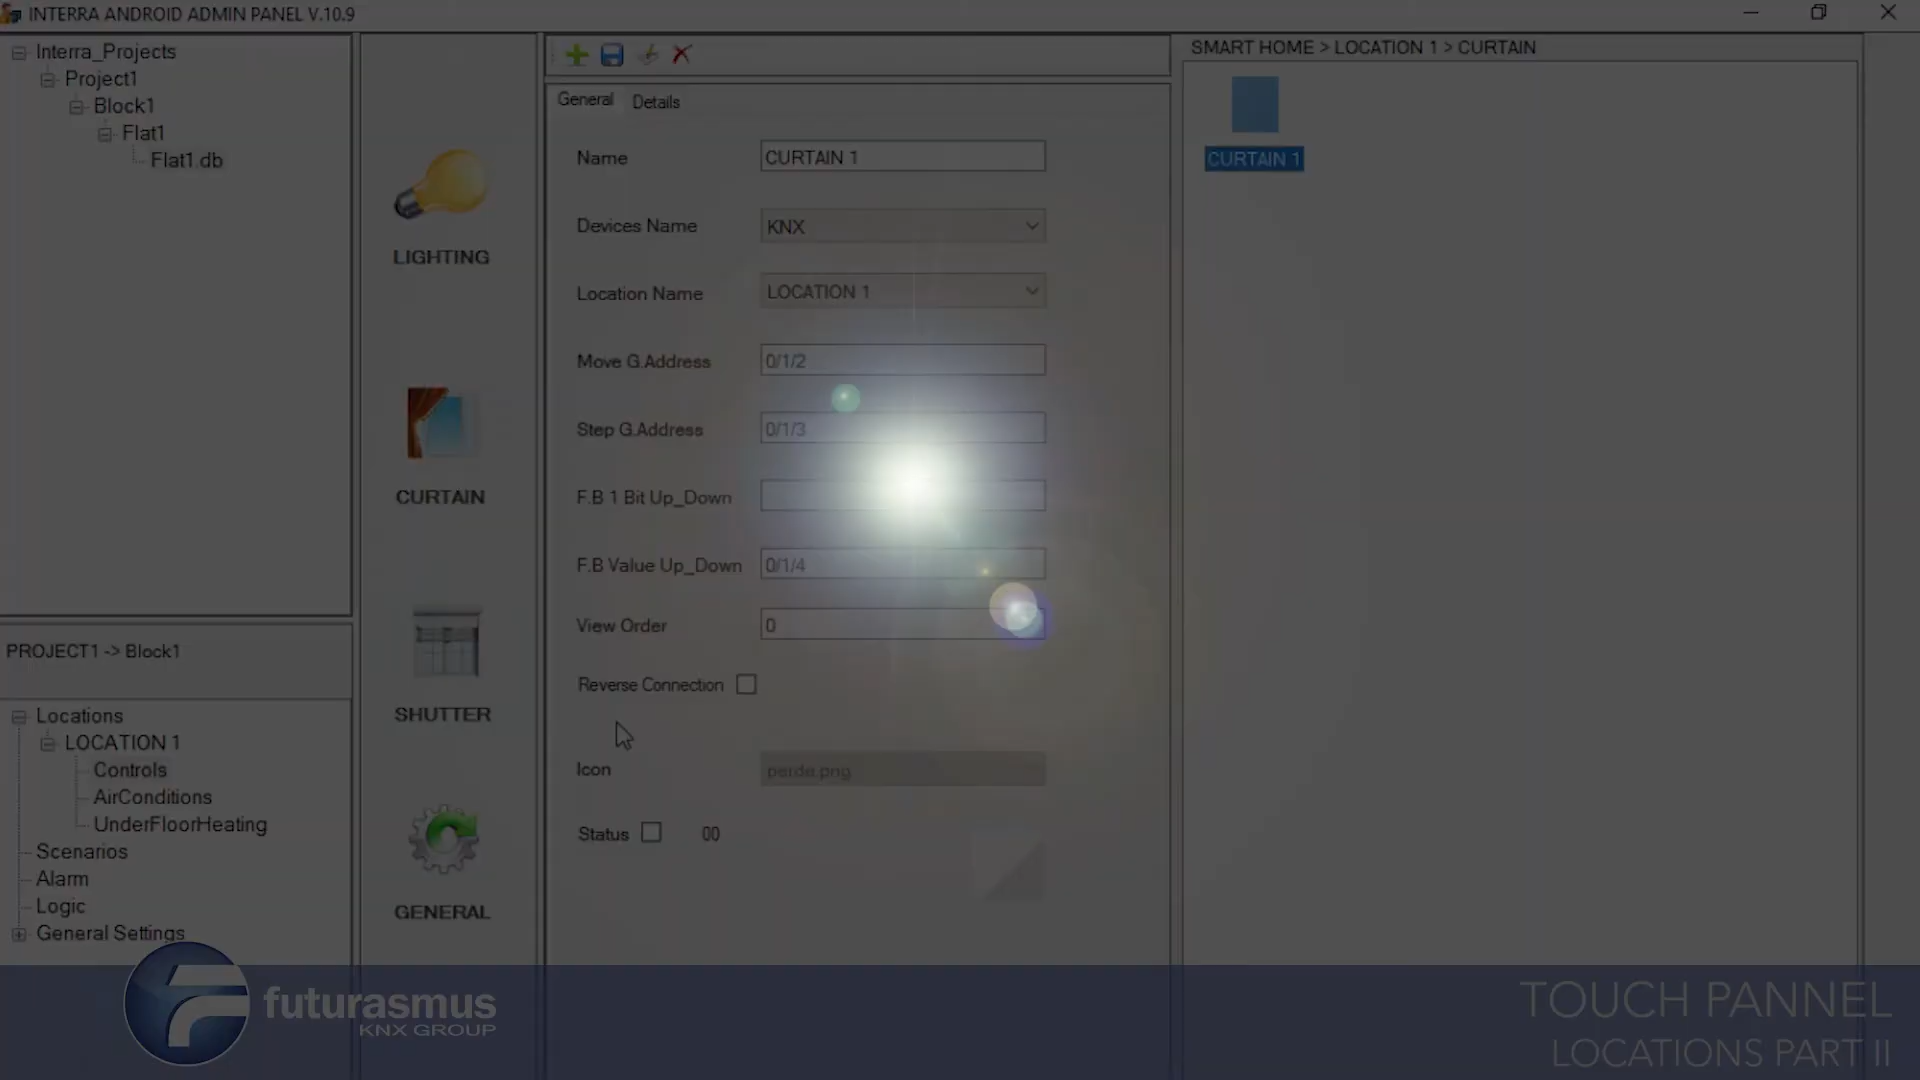 INTERRA ANDROID ADMIN PANEL V.10.9
Interra_Projects
Project1
Block1
Flat1
Flat1.db
PROJECT1 -> Block1
Locations
LOCATION 1
Controls
AirConditions
UnderFloorHeating
Scenarios
Alarm
Logic
General Settings
LIGHTING
CURTAIN
SHUTTER
GENERAL
General Details
Name CURTAIN 1
Devices Name KNX
Location Name LOCATION 1
Move G.Address 0/1/2
Step G.Address 0/1/3
F.B 1 Bit Up_Down
F.B Value Up_Down 0/1/4
View Order 0
Reverse Connection
Icon perde.png
Status 00
SMART HOME > LOCATION 1 > CURTAIN
CURTAIN 1
futurasmus
KNX GROUP
TOUCH PANNEL
LOCATIONS PART II